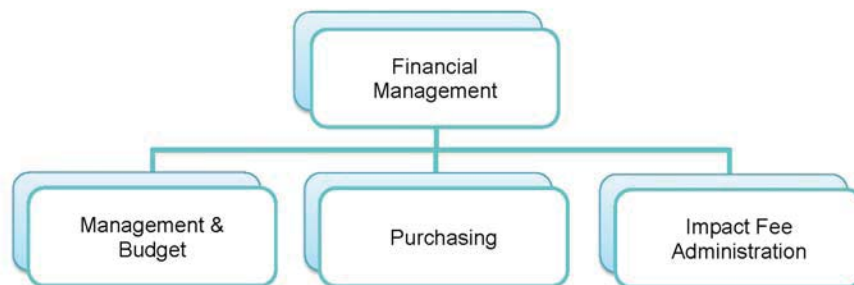 Financial
Management
Management &
Budget
Purchasing
Impact Fee
Administration